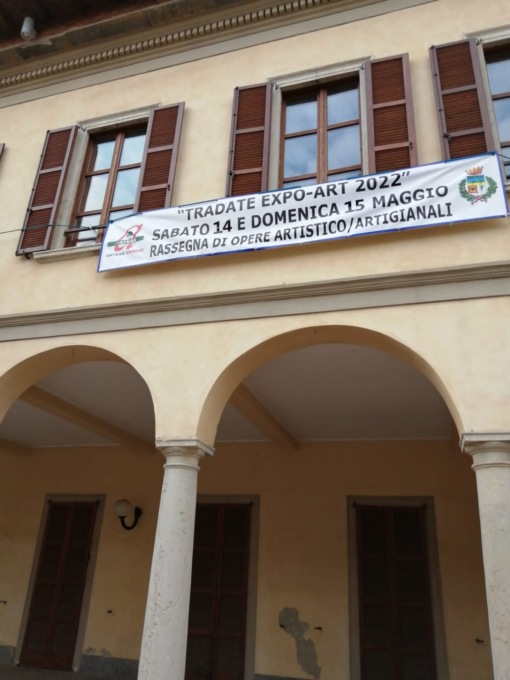 "TRADATE EXPO-ART 2022"
SABATO 14 E DOMENICA 15 MAGGIO
RASSEGNA DI OPERE ARTISTICO/ARTIGIANALI